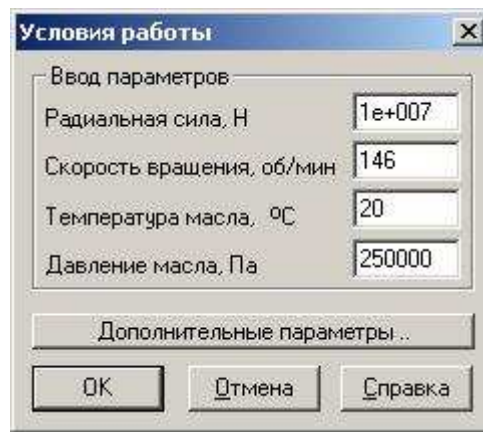 Условия работы
Ввод параметров
Радиальная сила, Н 1e+007
Скорость вращения, об/мин 146
Температура масла, ºC 20
Давление масла, Па 250000
Дополнительные параметры ..
OK Отмена Справка